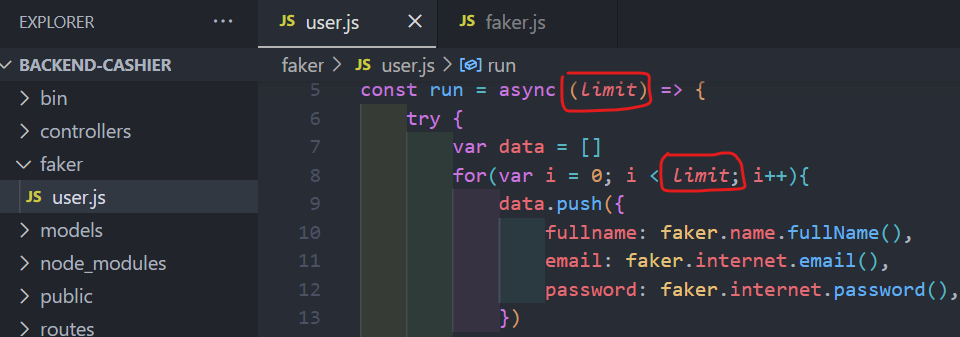 EXPLORER ...
BACKEND-CASHIER
bin
controllers
faker
JS user.js
models
node_modules
public
routes
JS user.js × JS faker.js
faker > JS user.js > run
5 const run = async (limit) => {
6 try {
7 var data = []
8 for(var i = 0; i < limit; i++){
9 data.push({
10 fullname: faker.name.fullName(),
11 email: faker.internet.email(),
12 password: faker.internet.password(),
13 })